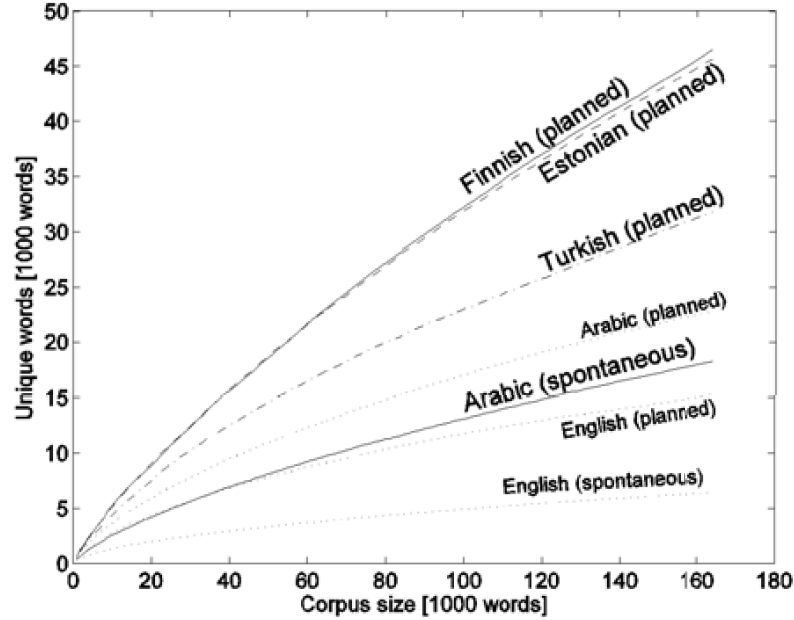 50
45
40
35
30
25
20
15
10
5
0
Unique words [1000 words]
Finnish (planned)
Estonian (planned)
Turkish (planned)
Arabic (planned)
Arabic (spontaneous)
English (planned)
English (spontaneous)
0 20 40 60 80 100 120 140 160 180
Corpus size [1000 words]